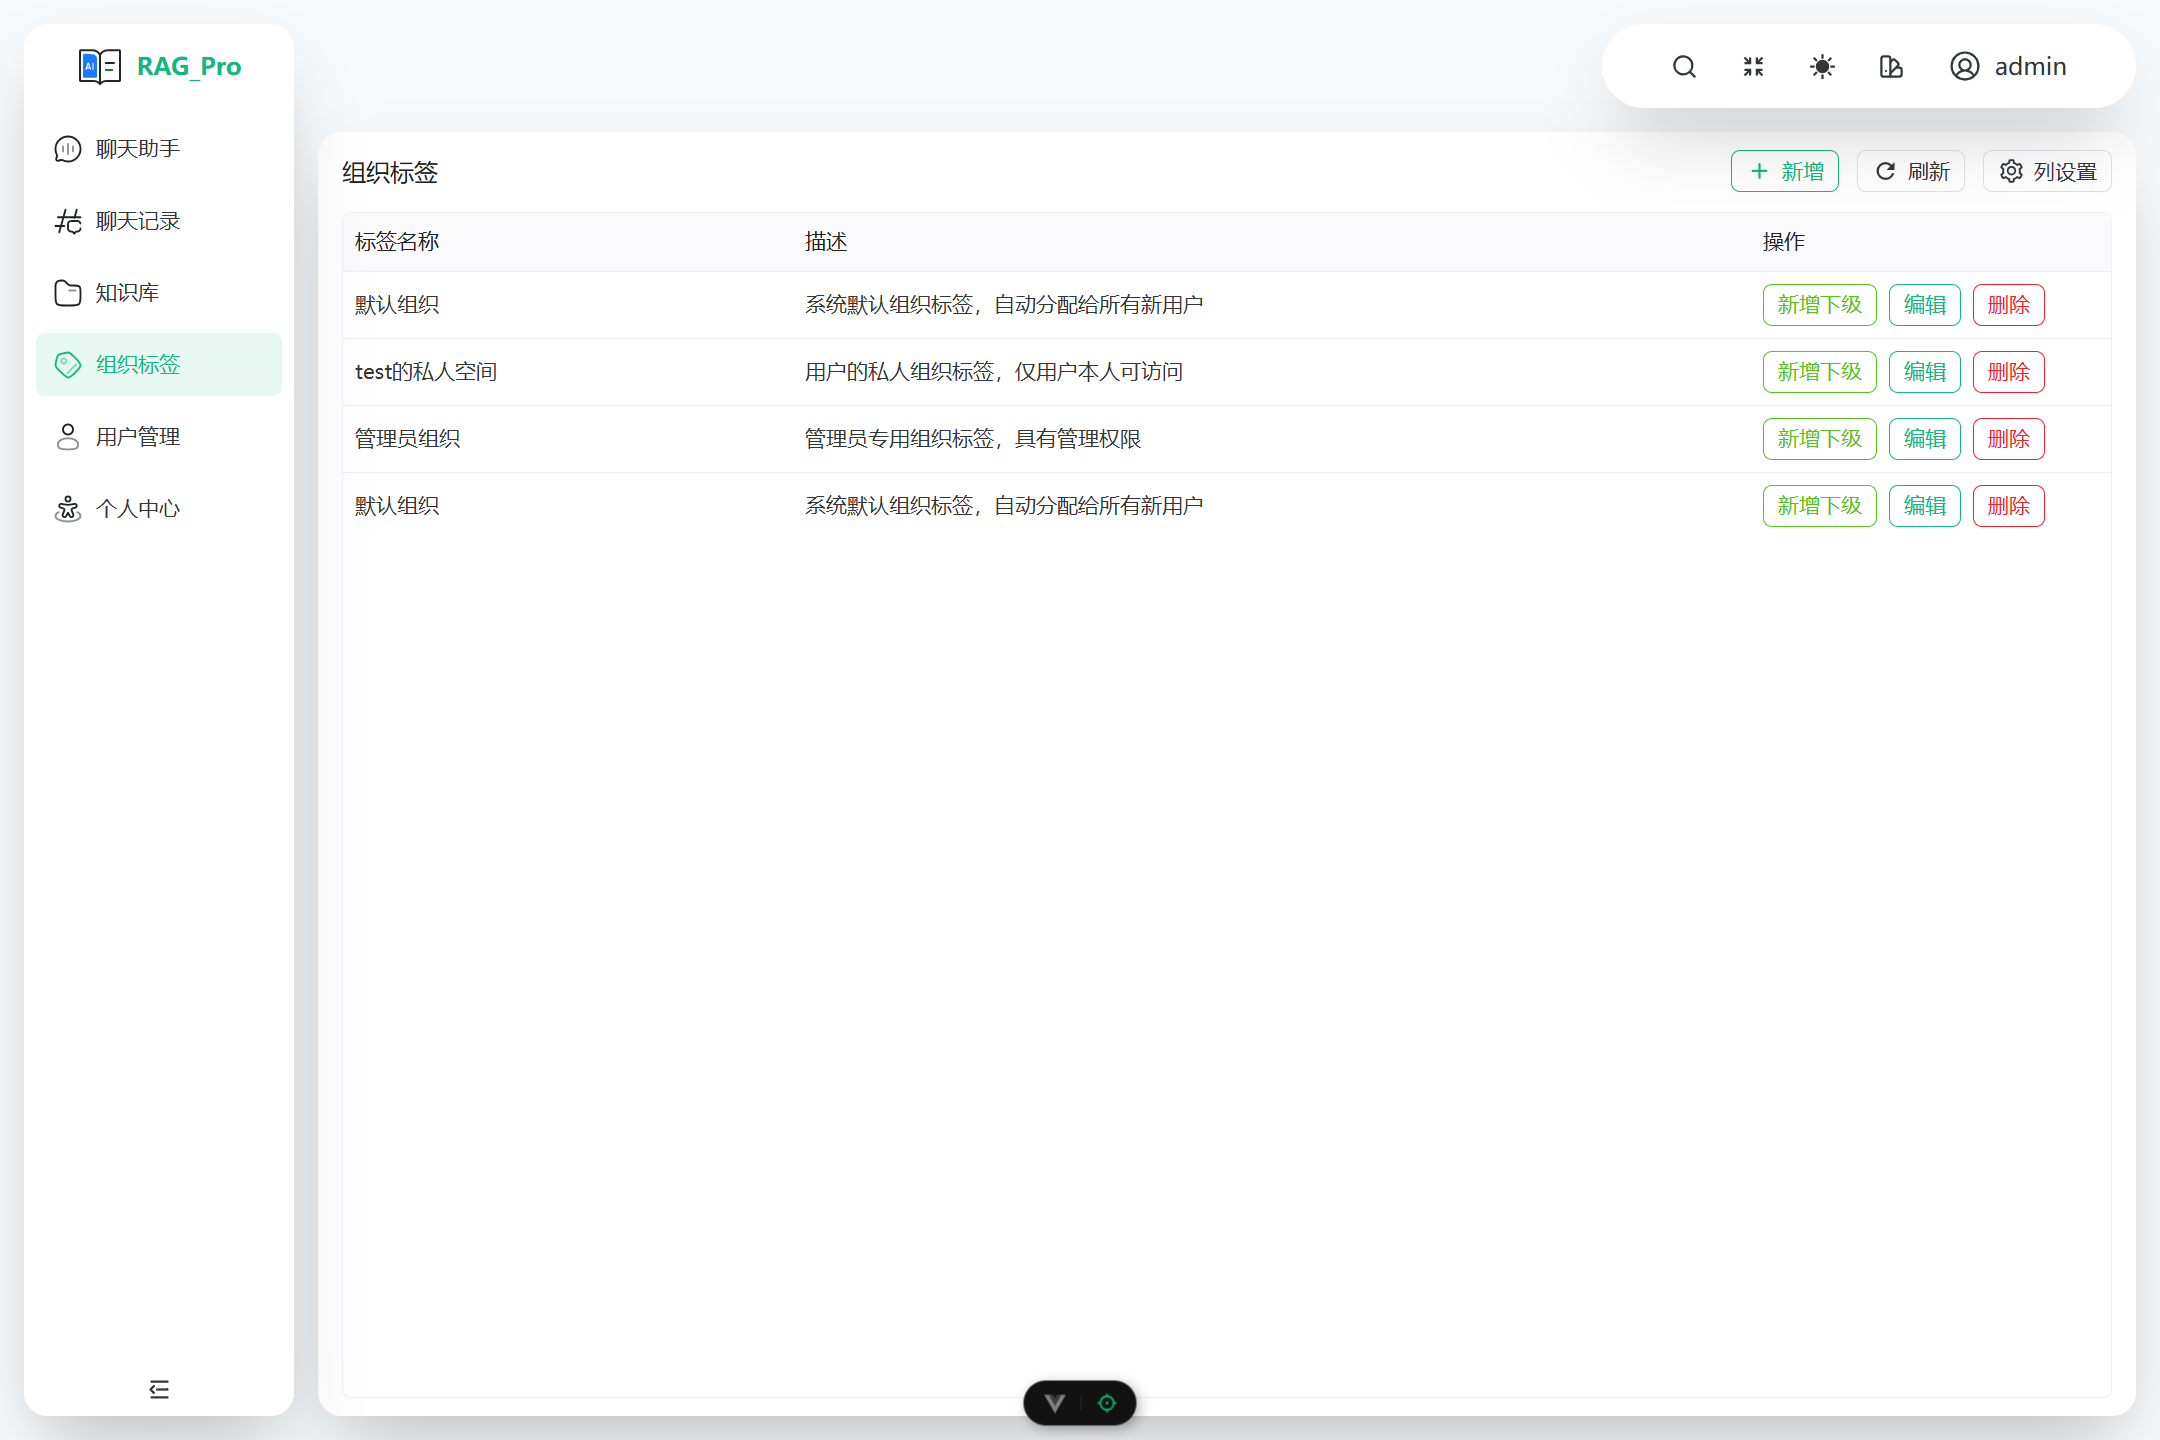 AI RAG_Pro
admin
聊天助手
聊天记录
知识库
组织标签
用户管理
个人中心
组织标签
新增 刷新 列设置
标签名称 描述 操作
默认组织 系统默认组织标签，自动分配给所有新用户 新增下级 编辑 删除
test的私人空间 用户的私人组织标签，仅用户本人可访问 新增下级 编辑 删除
管理员组织 管理员专用组织标签，具有管理权限 新增下级 编辑 删除
默认组织 系统默认组织标签，自动分配给所有新用户 新增下级 编辑 删除